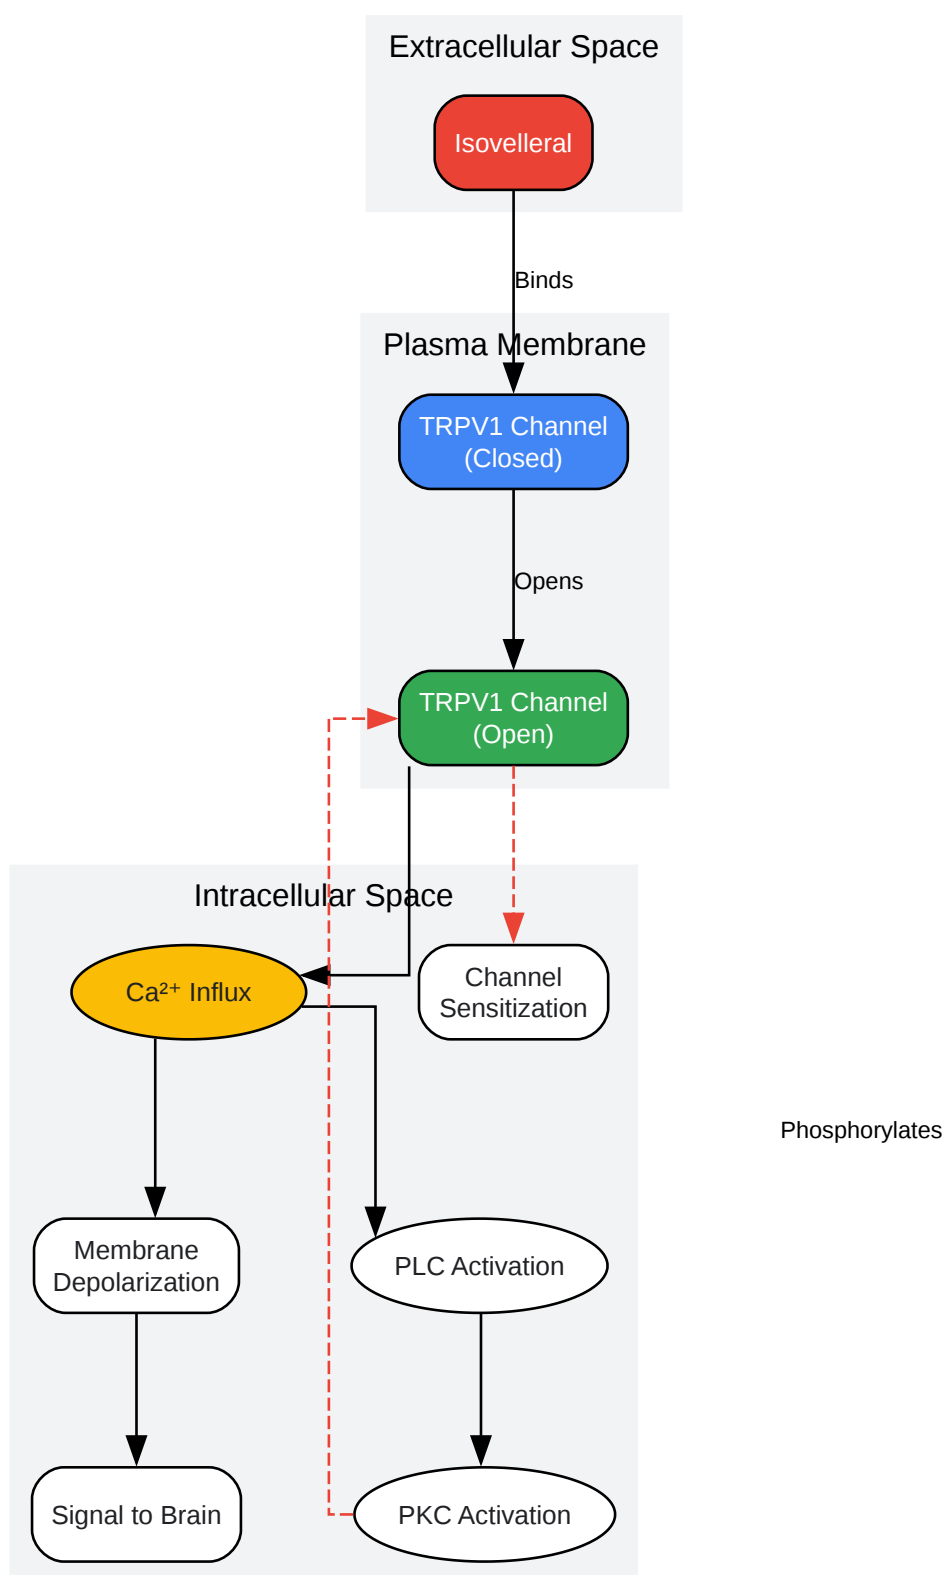 Extracellular Space
Isovelleral
Binds
Plasma Membrane
TRPV1 Channel
(Closed)
Opens
TRPV1 Channel
(Open)
Intracellular Space
Ca²⁺ Influx
Channel
Sensitization
Phosphorylates
Membrane
Depolarization
PLC Activation
Signal to Brain
PKC Activation